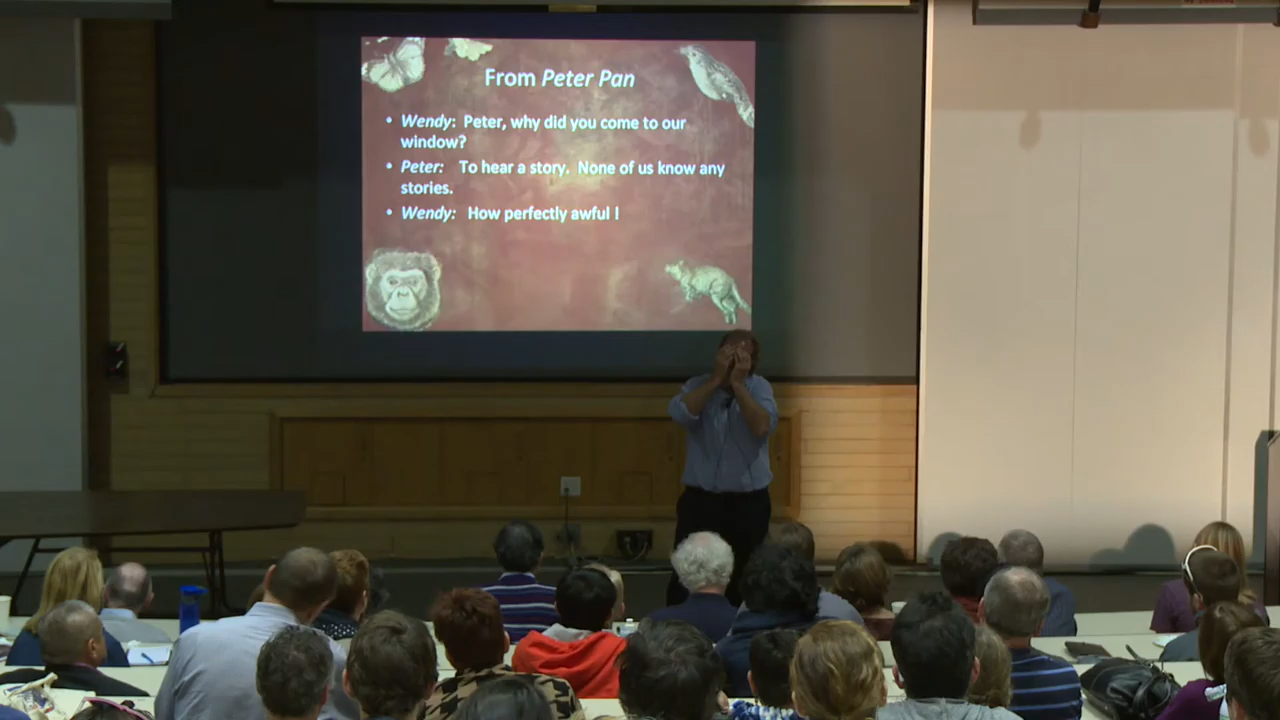 From Peter Pan
• Wendy: Peter, why did you come to our
window?
• Peter: To hear a story. None of us know any
stories.
• Wendy: How perfectly awful !